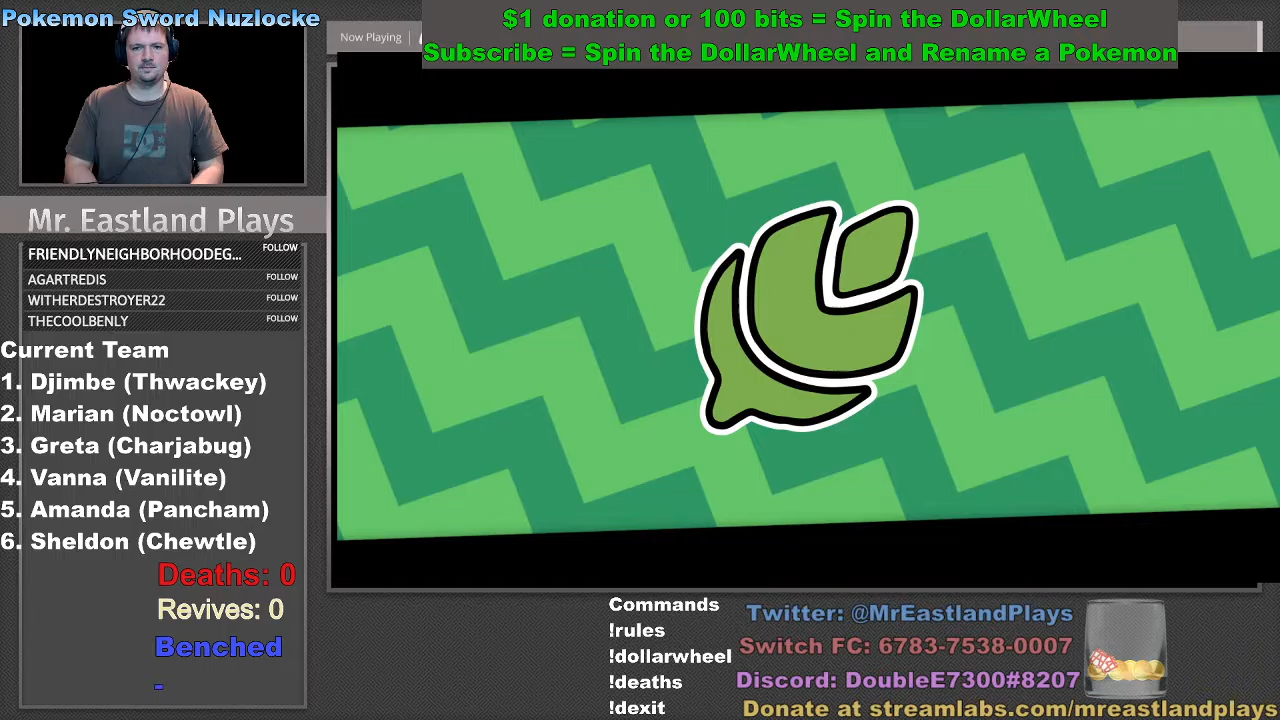 Pokemon Sword Nuzlocke
$1 donation or 100 bits = Spin the DollarWheel
Subscribe = Spin the DollarWheel and Rename a Pokemon
Now Playing
Mr. Eastland Plays
FRIENDLYNEIGHBORHOODEG... FOLLOW
AGARTREDIS FOLLOW
WITHERDESTROYER22 FOLLOW
THECOOLBENLY FOLLOW
Current Team
1. Djimbe (Thwackey)
2. Marian (Noctowl)
3. Greta (Charjabug)
4. Vanna (Vanilite)
5. Amanda (Pancham)
6. Sheldon (Chewtle)
Deaths: 0
Revives: 0
Benched
-
Commands
!rules
!dollarwheel
!deaths
!dexit
Twitter: @MrEastlandPlays
Switch FC: 6783-7538-0007
Discord: DoubleE7300#8207
Donate at streamlabs.com/mreastlandplays